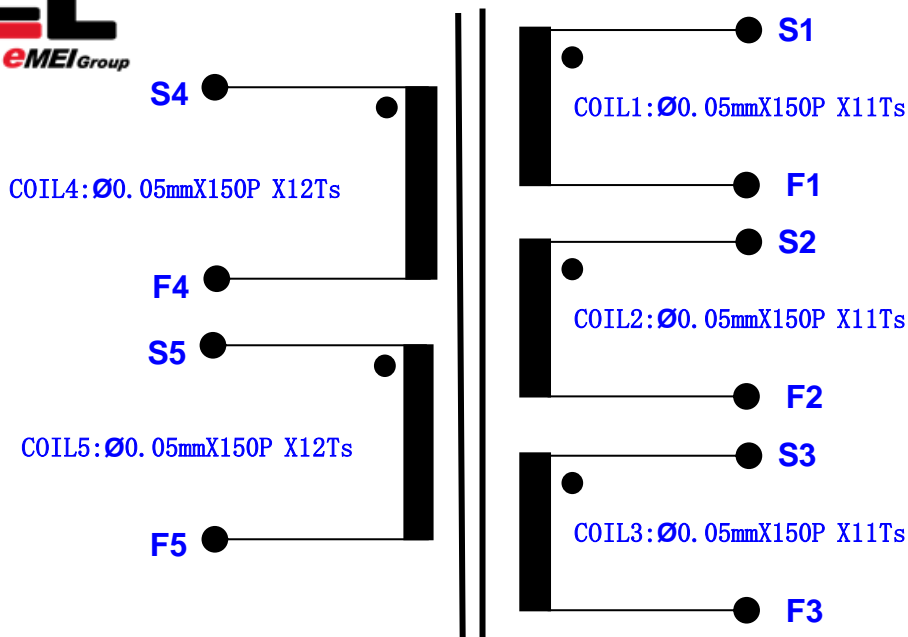 eMEI Group
S4
COIL4:Ø0.05mmX150P X12Ts
F4
S5
COIL5:Ø0.05mmX150P X12Ts
F5
S1
COIL1:Ø0.05mmX150P X11Ts
F1
S2
COIL2:Ø0.05mmX150P X11Ts
F2
S3
COIL3:Ø0.05mmX150P X11Ts
F3